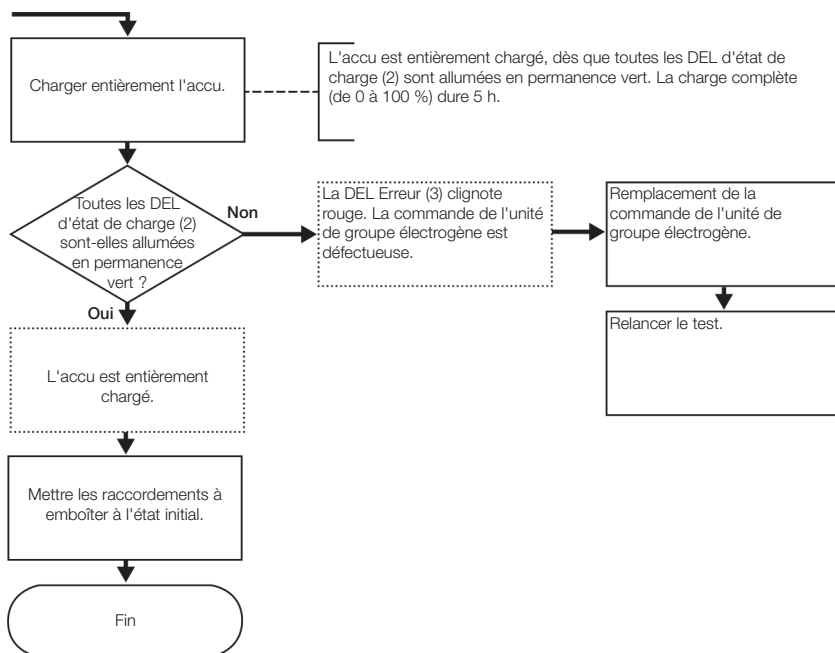 Charger entièrement l'accu.
L'accu est entièrement chargé, dès que toutes les DEL d'état de
charge (2) sont allumées en permanence vert. La charge complète
(de 0 à 100 %) dure 5 h.
Toutes les DEL
d'état de charge (2)
sont-elles allumées
en permanence
vert ?
Non
La DEL Erreur (3) clignote
rouge. La commande de l'unité
de groupe électrogène est
défectueuse.
Remplacement de la
commande de l'unité de
groupe électrogène.
Oui
Relancer le test.
L'accu est entièrement
chargé.
Mettre les raccordements à
emboîter à l'état initial.
Fin